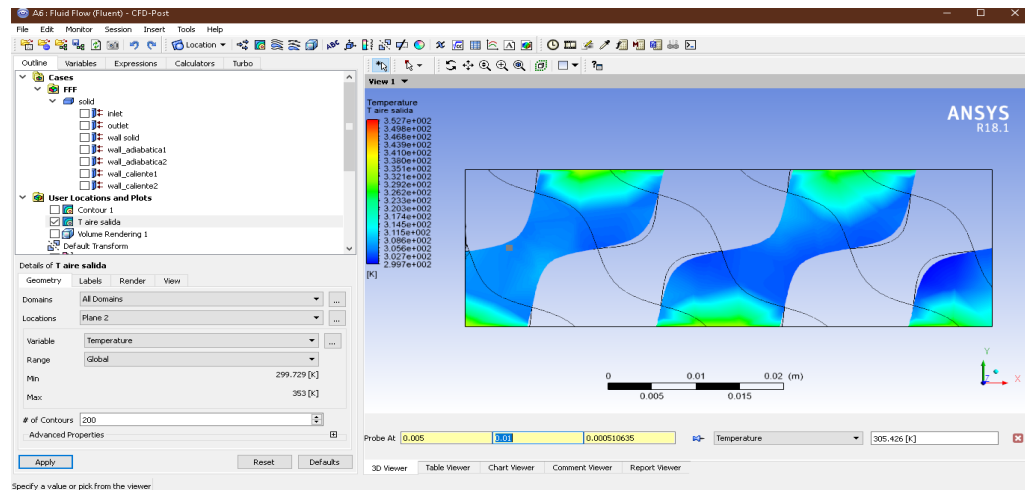 A6 : Fluid Flow (Fluent) - CFD-Post
File Edit Monitor Session Insert Tools Help
Location
Outline Variables Expressions Calculators Turbo
Cases
FFF
solid
inlet
outlet
wall solid
wall_adiabatica1
wall_adiabatica2
wall_caliente1
wall_caliente2
User Locations and Plots
Contour 1
T aire salida
Volume Rendering 1
Default Transform
Details of T aire salida
Geometry Labels Render View
Domains All Domains ...
Locations Plane 2 ...
Variable Temperature ...
Range Global
Min 299.729 [K]
Max 353 [K]
# of Contours 200
Advanced Properties
Apply Reset Defaults
Specify a value or pick from the viewer
View 1
Temperature
T aire salida
3.527e+002
3.498e+002
3.468e+002
3.439e+002
3.410e+002
3.380e+002
3.351e+002
3.321e+002
3.292e+002
3.262e+002
3.233e+002
3.203e+002
3.174e+002
3.145e+002
3.115e+002
3.086e+002
3.056e+002
3.027e+002
2.997e+002
[K]
ANSYS
R18.1
0 0.01 0.02 (m)
0.005 0.015
Y
Z X
Probe At 0.005 0.01 0.000510635 Temperature 305.426 [K]
3D Viewer Table Viewer Chart Viewer Comment Viewer Report Viewer